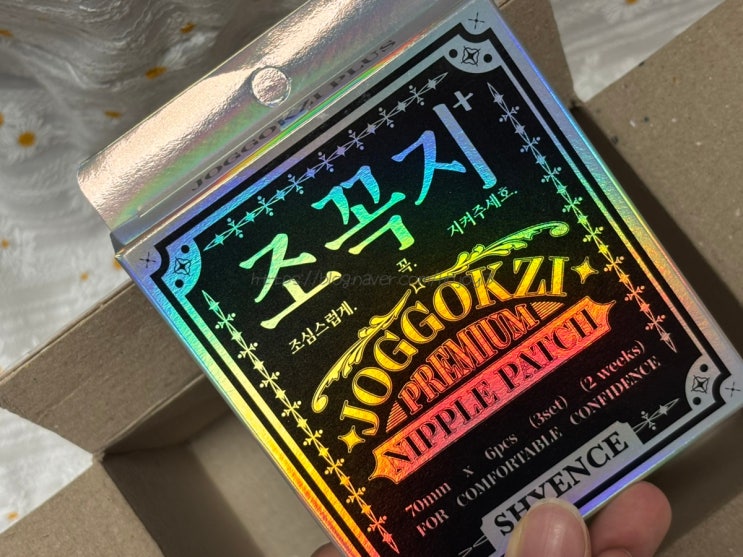 JOGGOKZI PLUS
조꼭지+
조심스럽게. 꼭. 지켜주세효.
JOGGOKZI
PREMIUM
NIPPLE PATCH
70mm x 6pcs (3set) (2 weeks)
FOR COMFORTABLE CONFIDENCE
SHYENCE